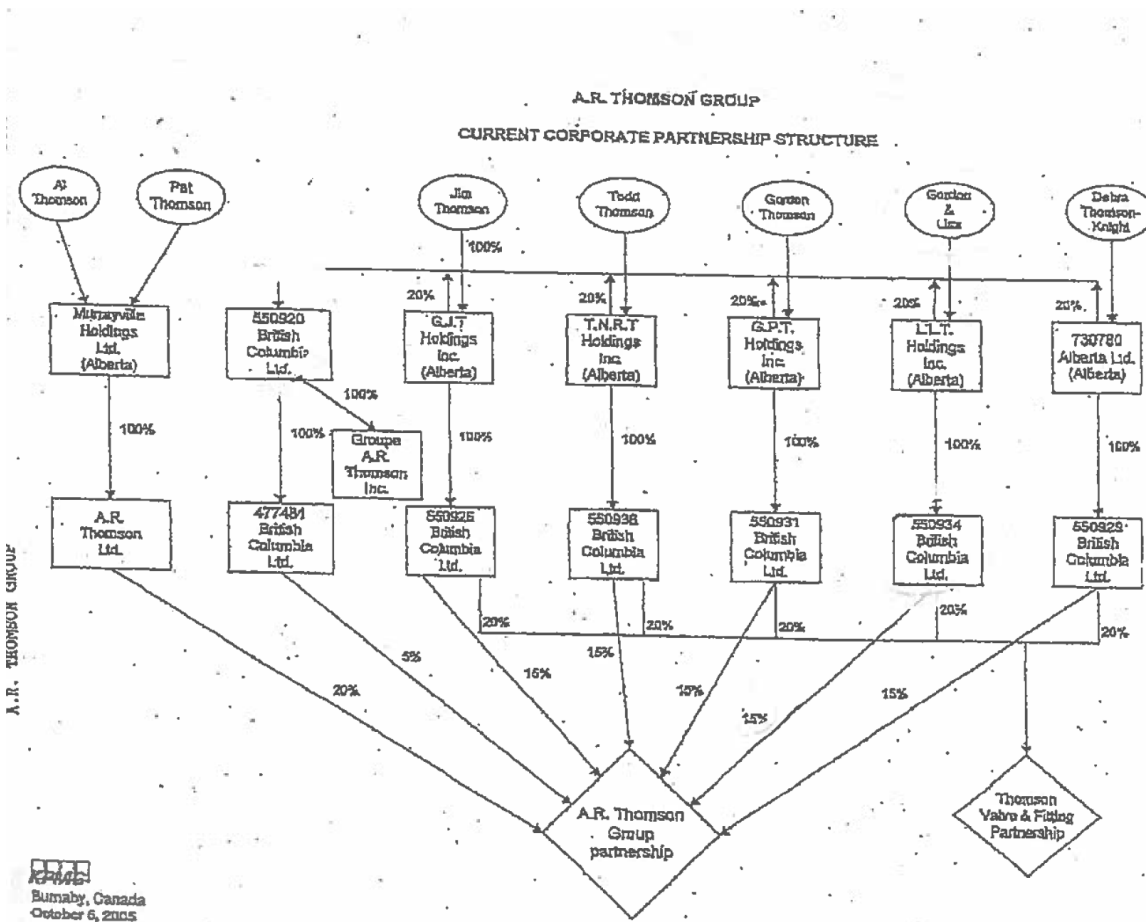 A.R. THOMSON GROUP
CURRENT CORPORATE PARTNERSHIP STRUCTURE
Al
Thomson
Pat
Thomson
Jim
Thomson
Todd
Thomson
Gordon
Thomson
Gordon
&
Debra
Thomson-
Knight
100%
20%
20%
20%
20%
20%
Murrayville
Holdings
Ltd.
(Alberta)
550920
British
Columbia
Ltd.
G.J.T
Holdings
Inc.
(Alberta)
T.N.R.T
Holdings
Inc.
(Alberta)
G.P.T.
Holdings
Inc.
(Alberta)
L.L.T.
Holdings
Inc.
(Alberta)
730780
Alberta Ltd.
(Alberta)
100%
100%
100%
100%
100%
100%
100%
100%
Groupe
A.R.
Thomson
Inc.
A.R.
Thomson
Ltd.
477481
British
Columbia
Ltd.
550925
British
Columbia
Ltd.
550938
British
Columbia
Ltd.
550931
British
Columbia
Ltd.
550934
British
Columbia
Ltd.
550929
British
Columbia
Ltd.
20%
20%
20%
20%
20%
20%
5%
15%
15%
15%
15%
15%
A.R. Thomson
Group
partnership
Thomson
Valve & Fitting
Partnership
A.R. THOMSON GROUP
KPMG
Burnaby, Canada
October 6, 2005